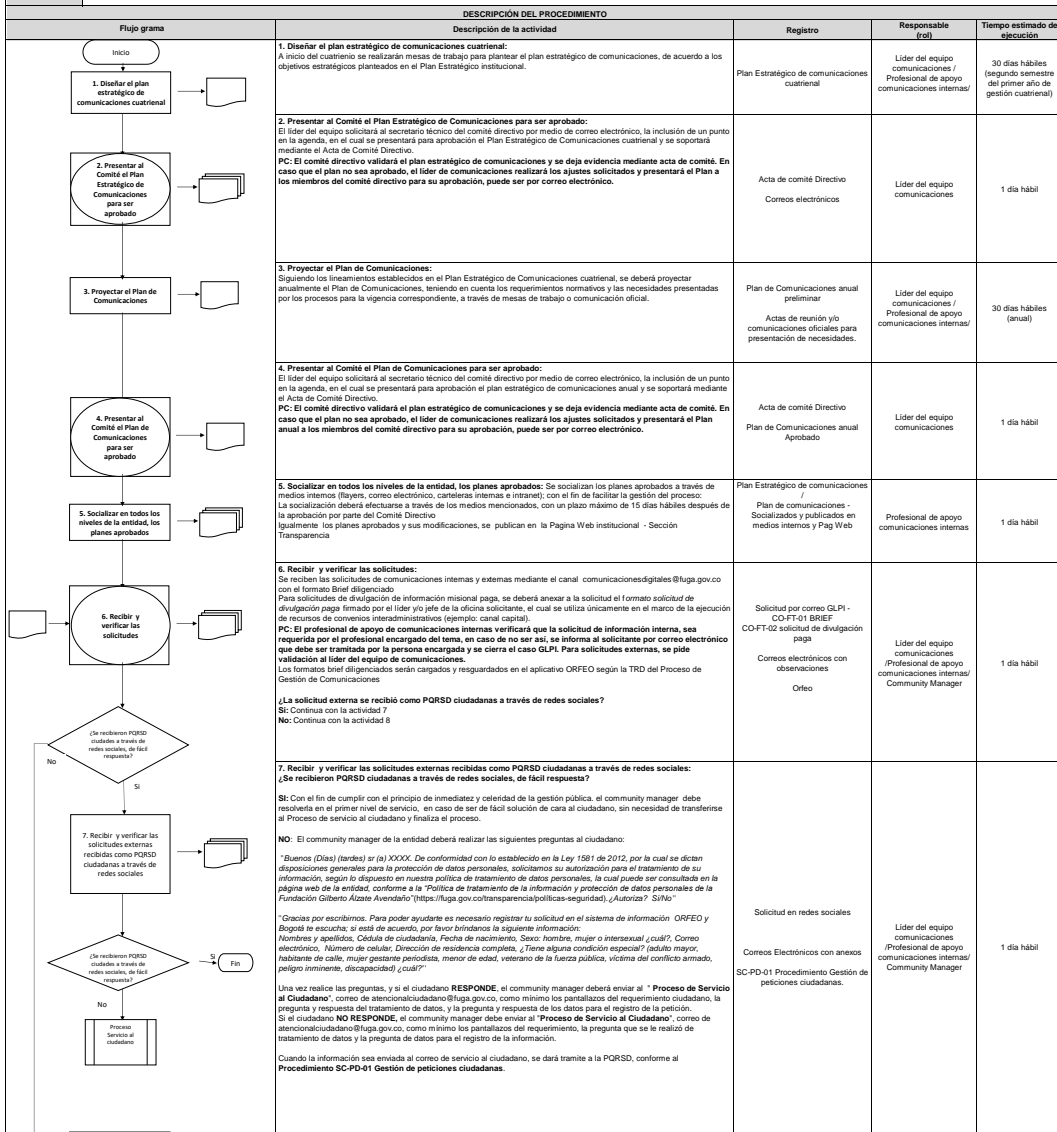 DESCRIPCIÓN DEL PROCEDIMIENTO
Flujo grama
Descripción de la actividad
Registro
Responsable
(rol)
Tiempo estimado de
ejecución
Inicio
1. Diseñar el plan
estratégico de
comunicaciones cuatrienal
1. Diseñar el plan estratégico de comunicaciones cuatrienal:
A inicio del cuatrienio se realizarán mesas de trabajo para plantear el plan estratégico de comunicaciones, de acuerdo a los
objetivos estratégicos planteados en el Plan Estratégico institucional.
Plan Estratégico de comunicaciones
cuatrienal
Líder del equipo
comunicaciones /
Profesional de apoyo
comunicaciones internas/
30 días hábiles
(segundo semestre
del primer año de
gestión cuatrienal)
2. Presentar al
Comité el Plan
Estratégico de
Comunicaciones
para ser
aprobado
2. Presentar al Comité el Plan Estratégico de Comunicaciones para ser aprobado:
El líder del equipo solicitará al secretario técnico del comité directivo por medio de correo electrónico, la inclusión de un punto
en la agenda, en el cual se presentará para aprobación el Plan Estratégico de Comunicaciones cuatrienal y se soportará
mediante el Acta de Comité Directivo.
PC: El comité directivo validará el plan estratégico de comunicaciones y se deja evidencia mediante acta de comité. En
caso que el plan no sea aprobado, el líder de comunicaciones realizará los ajustes solicitados y presentará el Plan a
los miembros del comité directivo para su aprobación, puede ser por correo electrónico.
Acta de comité Directivo
Correos electrónicos
Líder del equipo
comunicaciones
1 día hábil
3. Proyectar el Plan de
Comunicaciones
3. Proyectar el Plan de Comunicaciones:
Siguiendo los lineamientos establecidos en el Plan Estratégico de Comunicaciones cuatrienal, se deberá proyectar
anualmente el Plan de Comunicaciones, teniendo en cuenta los requerimientos normativos y las necesidades presentadas
por los procesos para la vigencia correspondiente, a través de mesas de trabajo o comunicación oficial.
Plan de Comunicaciones anual
preliminar
Actas de reunión y/o
comunicaciones oficiales para
presentación de necesidades.
Líder del equipo
comunicaciones /
Profesional de apoyo
comunicaciones internas/
30 días hábiles
(anual)
4. Presentar al
Comité el Plan de
Comunicaciones
para ser
aprobado
4. Presentar al Comité el Plan de Comunicaciones para ser aprobado:
El líder del equipo solicitará al secretario técnico del comité directivo por medio de correo electrónico, la inclusión de un punto
en la agenda, en el cual se presentará para aprobación el plan estratégico de comunicaciones anual y se soportará mediante
el Acta de Comité Directivo.
PC: El comité directivo validará el plan estratégico de comunicaciones y se deja evidencia mediante acta de comité. En
caso que el plan no sea aprobado, el líder de comunicaciones realizará los ajustes solicitados y presentará el Plan
anual a los miembros del comité directivo para su aprobación, puede ser por correo electrónico.
Acta de comité Directivo
Plan de Comunicaciones anual
Aprobado
Líder del equipo
comunicaciones
1 día hábil
5. Socializar en todos los
niveles de la entidad, los
planes aprobados
5. Socializar en todos los niveles de la entidad, los planes aprobados: Se socializan los planes aprobados a través de
medios internos (flayers, correo electrónico, carteleras internas e intranet); con el fin de facilitar la gestión del proceso:
La socialización deberá efectuarse a través de los medios mencionados, con un plazo máximo de 15 días hábiles después de
la aprobación por parte del Comité Directivo
Igualmente los planes aprobados y sus modificaciones, se publican en la Pagina Web institucional - Sección
Transparencia
Plan Estratégico de comunicaciones
/
Plan de comunicaciones -
Socializados y publicados en
medios internos y Pag Web
Profesional de apoyo
comunicaciones internas
1 día hábil
6. Recibir y
verificar las
solicitudes
6. Recibir y verificar las solicitudes:
Se reciben las solicitudes de comunicaciones internas y externas mediante el canal comunicacionesdigitales@fuga.gov.co
con el formato Brief diligenciado
Para solicitudes de divulgación de información misional paga, se deberá anexar a la solicitud el formato solicitud de
divulgación paga firmado por el líder y/o jefe de la oficina solicitante, el cual se utiliza únicamente en el marco de la ejecución
de recursos de convenios interadministrativos (ejemplo: canal capital).
PC: El profesional de apoyo de comunicaciones internas verificará que la solicitud de información interna, sea
requerida por el profesional encargado del tema, en caso de no ser así, se informa al solicitante por correo electrónico
que debe ser tramitada por la persona encargada y se cierra el caso GLPI. Para solicitudes externas, se pide
validación al líder del equipo de comunicaciones.
Los formatos brief diligenciados serán cargados y resguardados en el aplicativo ORFEO según la TRD del Proceso de
Gestión de Comunicaciones
¿La solicitud externa se recibió como PQRSD ciudadanas a través de redes sociales?
Si: Continua con la actividad 7
No: Continua con la actividad 8
Solicitud por correo GLPI -
CO-FT-01 BRIEF
CO-FT-02 solicitud de divulgación
paga
Correos electrónicos con
observaciones
Orfeo
Líder del equipo
comunicaciones
/Profesional de apoyo
comunicaciones internas/
Community Manager
1 día hábil
¿Se recibieron PQRSD
ciudades a través de
redes sociales, de fácil
respuesta?
No
Si
7. Recibir y verificar las
solicitudes externas
recibidas como PQRSD
ciudadanas a través de
redes sociales
¿Se recibieron PQRSD
ciudadanas a través de
redes sociales, de fácil
respuesta?
Si
Fin
No
Proceso
Servicio al
ciudadano
7. Recibir y verificar las solicitudes externas recibidas como PQRSD ciudadanas a través de redes sociales:
¿Se recibieron PQRSD ciudadanas a través de redes sociales, de fácil respuesta?
SI: Con el fin de cumplir con el principio de inmediatez y celeridad de la gestión pública. el community manager debe
resolverla en el primer nivel de servicio, en caso de ser de fácil solución de cara al ciudadano, sin necesidad de transferirse
al Proceso de servicio al ciudadano y finaliza el proceso.
NO: El community manager de la entidad deberá realizar las siguientes preguntas al ciudadano:
"Buenos (Días) (tardes) sr (a) XXXX. De conformidad con lo establecido en la Ley 1581 de 2012, por la cual se dictan
disposiciones generales para la protección de datos personales, solicitamos su autorización para el tratamiento de su
información, según lo dispuesto en nuestra política de tratamiento de datos personales, la cual puede ser consultada en la
página web de la entidad, conforme a la "Política de tratamiento de la información y protección de datos personales de la
Fundación Gilberto Álzate Avendaño"(https://fuga.gov.co/transparencia/políticas-seguridad). ¿Autoriza? Si/No"
"Gracias por escribirnos. Para poder ayudarte es necesario registrar tu solicitud en el sistema de información ORFEO y
Bogotá te escucha; si está de acuerdo, por favor bríndanos la siguiente información:
Nombres y apellidos, Cédula de ciudadanía, Fecha de nacimiento, Sexo: hombre, mujer o intersexual ¿cuál?, Correo
electrónico, Número de celular, Dirección de residencia completa, ¿Tiene alguna condición especial? (adulto mayor,
habitante de calle, mujer gestante periodista, menor de edad, veterano de la fuerza pública, víctima del conflicto armado,
peligro inminente, discapacidad) ¿cuál?"
Una vez realice las preguntas, y si el ciudadano RESPONDE, el community manager deberá enviar al " Proceso de Servicio
al Ciudadano", correo de atencionalciudadano@fuga.gov.co, como mínimo los pantallazos del requerimiento ciudadano, la
pregunta y respuesta del tratamiento de datos, y la pregunta y respuesta de los datos para el registro de la petición.
Si el ciudadano NO RESPONDE, el community manager debe enviar al "Proceso de Servicio al Ciudadano", correo de
atencionalciudadano@fuga.gov.co, como mínimo los pantallazos del requerimiento, la pregunta que se le realizó de
tratamiento de datos y la pregunta de datos para el registro de la información.
Cuando la información sea enviada al correo de servicio al ciudadano, se dará tramite a la PQRSD, conforme al
Procedimiento SC-PD-01 Gestión de peticiones ciudadanas.
Solicitud en redes sociales
Correos Electrónicos con anexos
SC-PD-01 Procedimiento Gestión de
peticiones ciudadanas.
Líder del equipo
comunicaciones
/Profesional de apoyo
comunicaciones internas/
Community Manager
1 día hábil